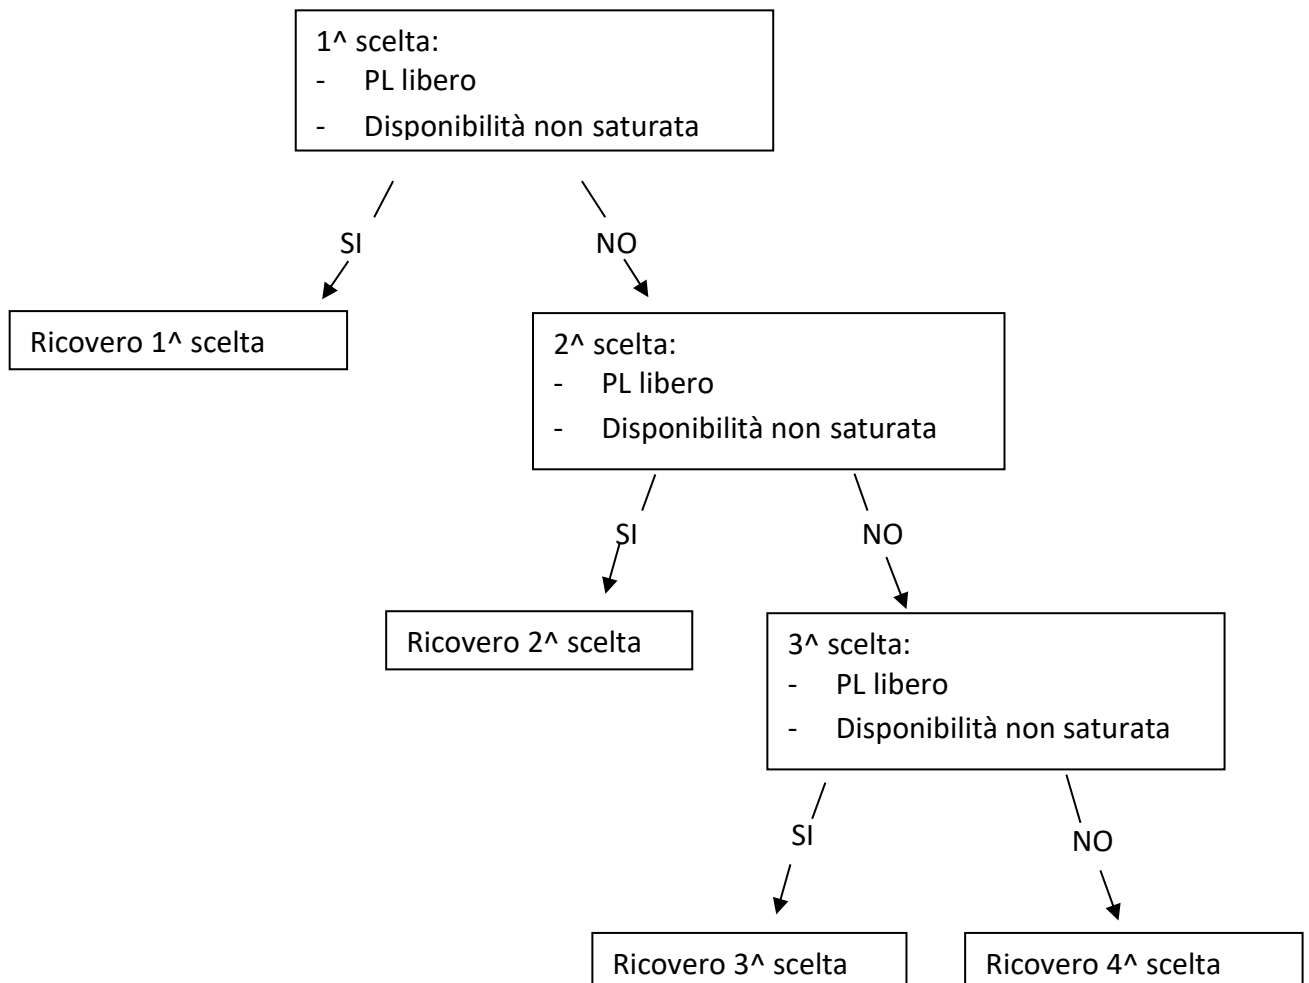 1^ scelta:
- PL libero
- Disponibilità non saturata
SI
NO
Ricovero 1^ scelta
2^ scelta:
- PL libero
- Disponibilità non saturata
SI
NO
Ricovero 2^ scelta
3^ scelta:
- PL libero
- Disponibilità non saturata
SI
NO
Ricovero 3^ scelta
Ricovero 4^ scelta